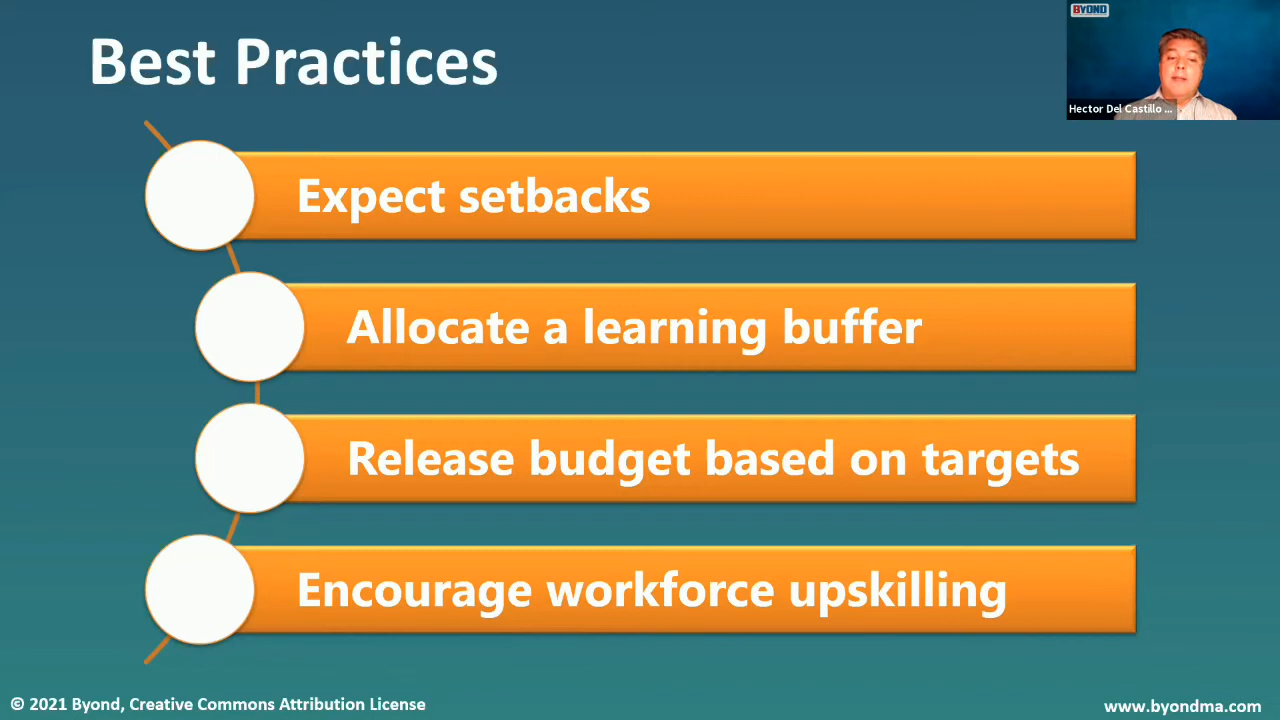 Best Practices
BYOND
Hector Del Castillo ...
Expect setbacks
Allocate a learning buffer
Release budget based on targets
Encourage workforce upskilling
© 2021 Byond, Creative Commons Attribution License
www.byondma.com